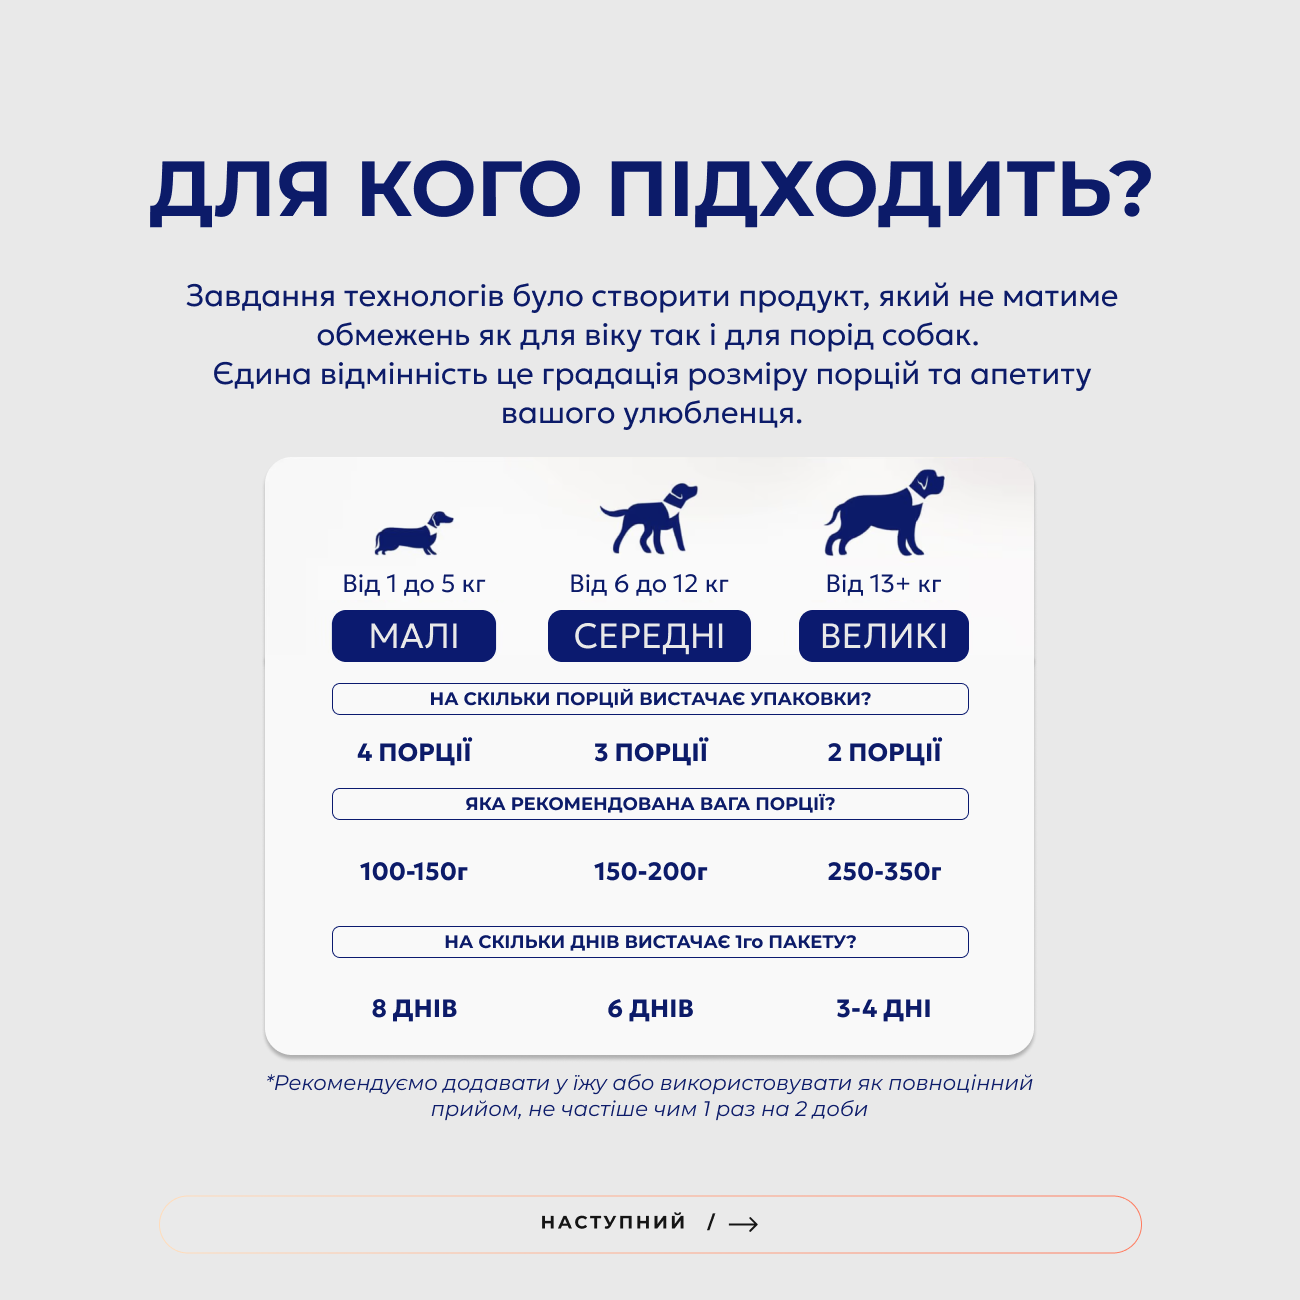 ДЛЯ КОГО ПІДХОДИТЬ?
Завдання технологів було створити продукт, який не матиме
обмежень як для віку так і для порід собак.
Єдина відмінність це градація розміру порцій та апетиту
вашого улюбленця.
Від 1 до 5 кг Від 6 до 12 кг Від 13+ кг
МАЛІ СЕРЕДНІ ВЕЛИКІ
НА СКІЛЬКИ ПОРЦІЙ ВИСТАЧАЄ УПАКОВКИ?
4 ПОРЦІЇ 3 ПОРЦІЇ 2 ПОРЦІЇ
ЯКА РЕКОМЕНДОВАНА ВАГА ПОРЦІЇ?
100-150г 150-200г 250-350г
НА СКІЛЬКИ ДНІВ ВИСТАЧАЄ 1го ПАКЕТУ?
8 ДНІВ 6 ДНІВ 3-4 ДНІ
*Рекомендуємо додавати у їжу або використовувати як повноцінний
прийом, не частіше чим 1 раз на 2 доби
НАСТУПНИЙ / →